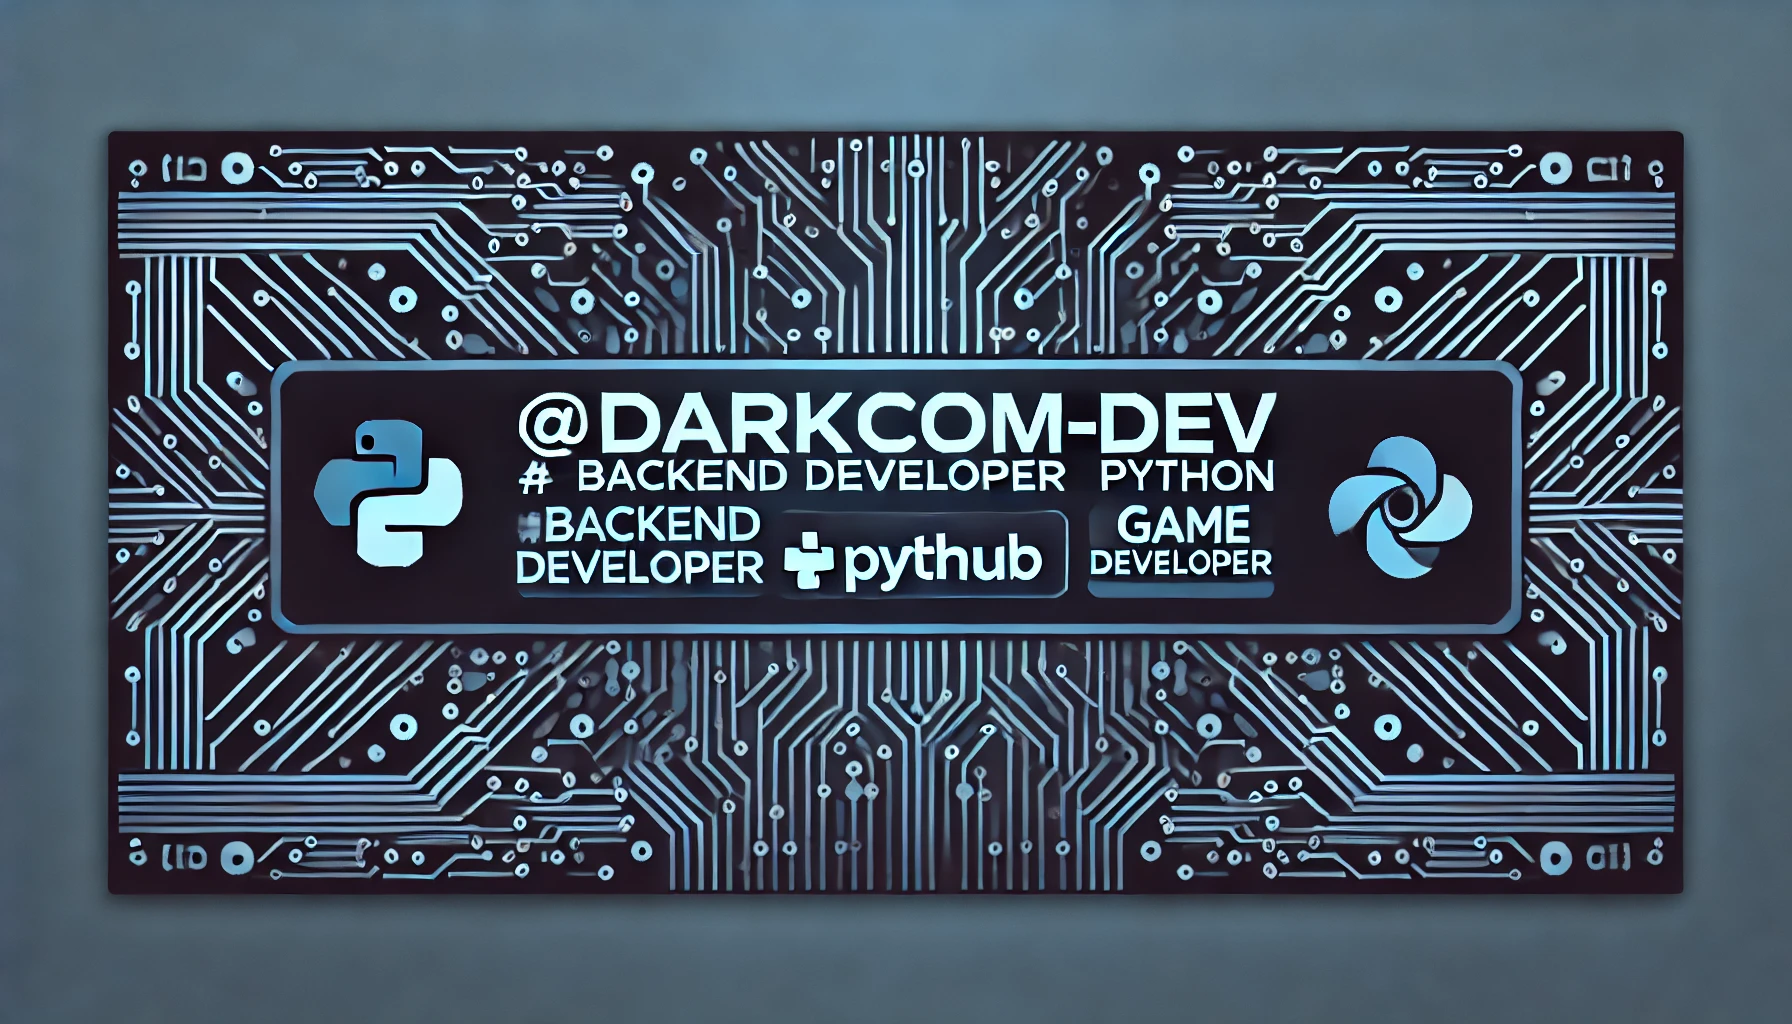 @DARKCOM-DEV
# BACKEND DEVELOPER PYTHON
#BACKEND
DEVELOPER
pythub
GAME
DEVELOPER